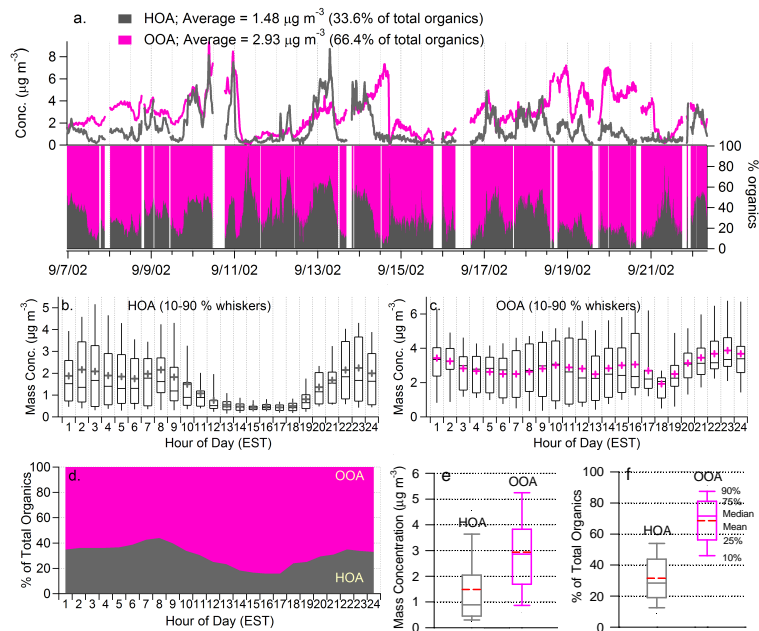 a.
HOA; Average = 1.48 µg m-3 (33.6% of total organics)
OOA; Average = 2.93 µg m-3 (66.4% of total organics)
Conc. (µg m-3)
8
6
4
2
0
100
80
60
40
20
0
% organics
9/7/02 9/9/02 9/11/02 9/13/02 9/15/02 9/17/02 9/19/02 9/21/02
b. HOA (10-90 % whiskers)
Mass Conc. (µg m-3)
5
4
3
2
1
0
1 2 3 4 5 6 7 8 9 10 11 12 13 14 15 16 17 18 19 20 21 22 23 24
Hour of Day (EST)
c. OOA (10-90 % whiskers)
Mass Conc. (µg m-3)
6
4
2
0
1 2 3 4 5 6 7 8 9 10 11 12 13 14 15 16 17 18 19 20 21 22 23 24
Hour of Day (EST)
d.
OOA
HOA
% of Total Organics
100
80
60
40
20
0
1 2 3 4 5 6 7 8 9 10 11 12 13 14 15 16 17 18 19 20 21 22 23 24
Hour of Day (EST)
e
OOA
HOA
Mass Concentration (µg m-3)
6
5
4
3
2
1
0
f
OOA
HOA
90%
75%
Median
Mean
25%
10%
% of Total Organics
100
80
60
40
20
0